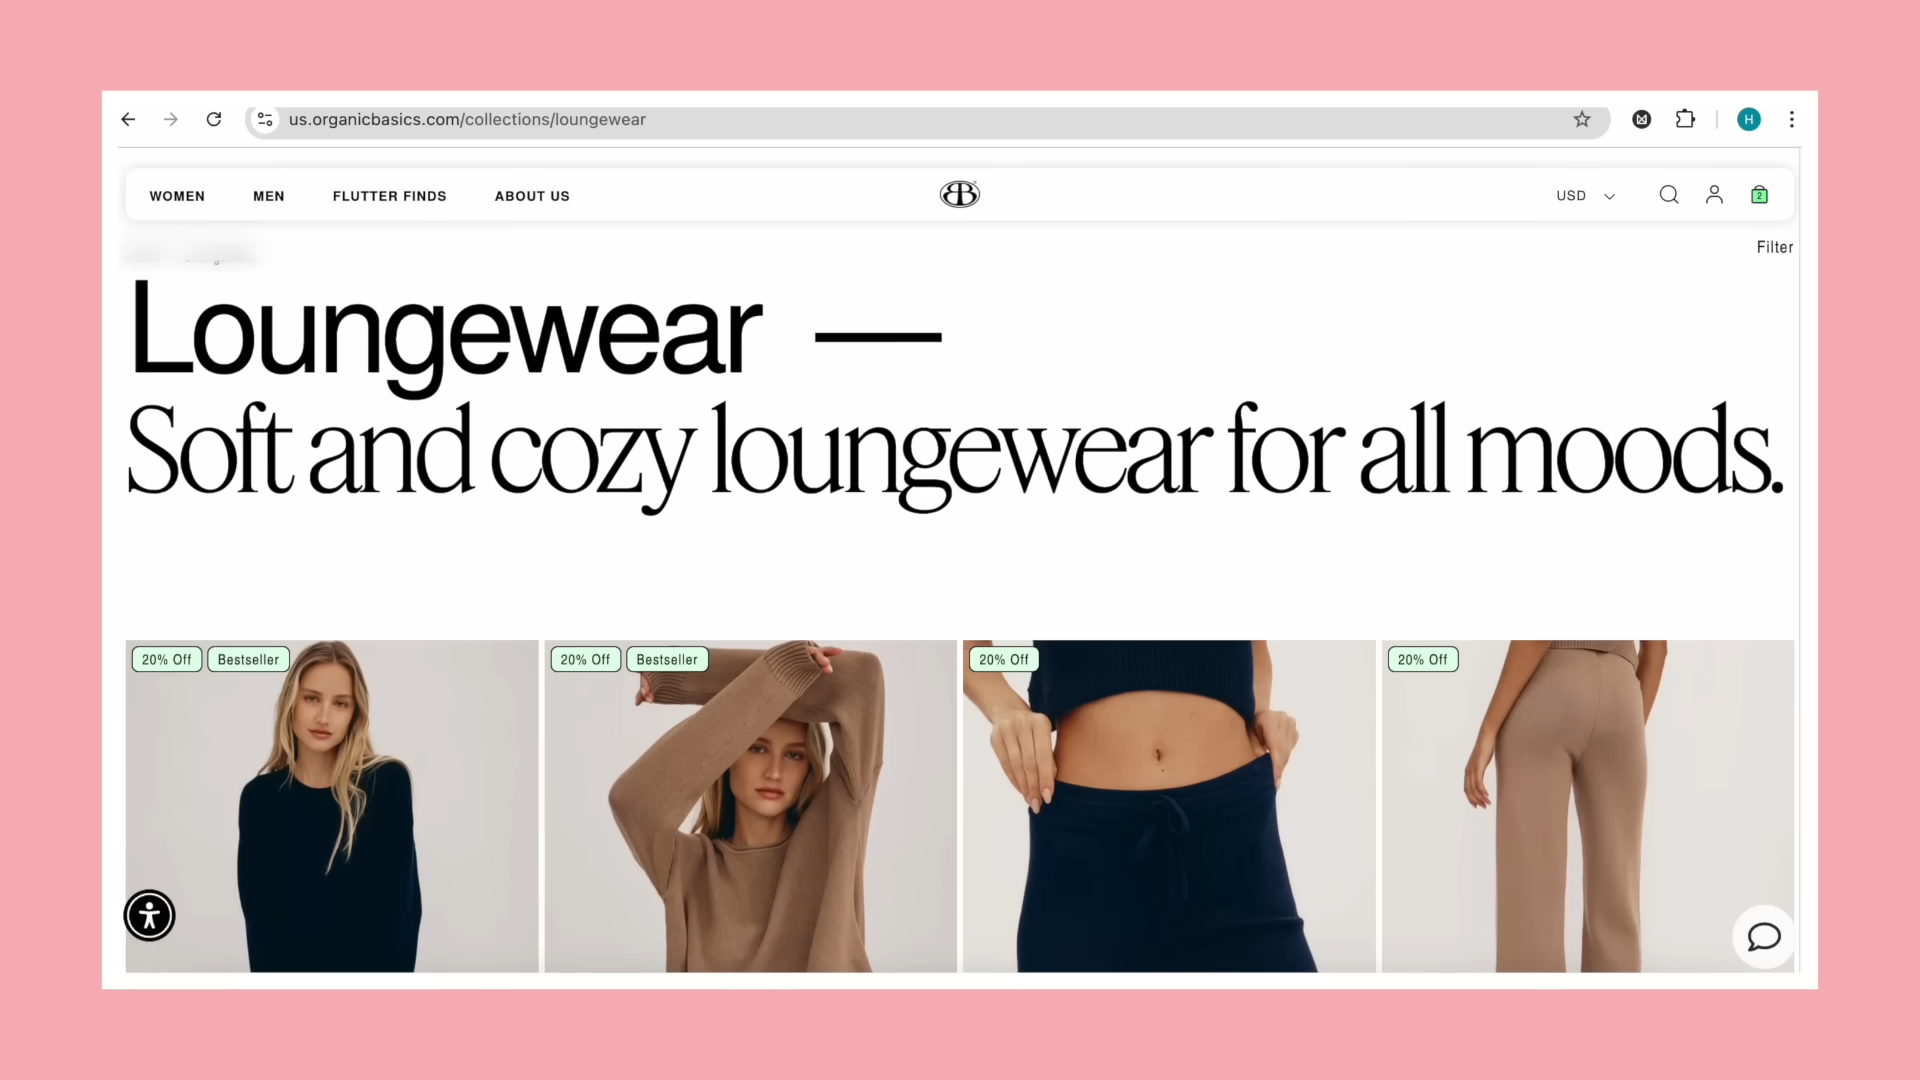 us.organicbasics.com/collections/loungewear
H
WOMEN MEN FLUTTER FINDS ABOUT US
USD
2
Filter
Loungewear —
Soft and cozy loungewear for all moods.
20% Off Bestseller
20% Off Bestseller
20% Off
20% Off